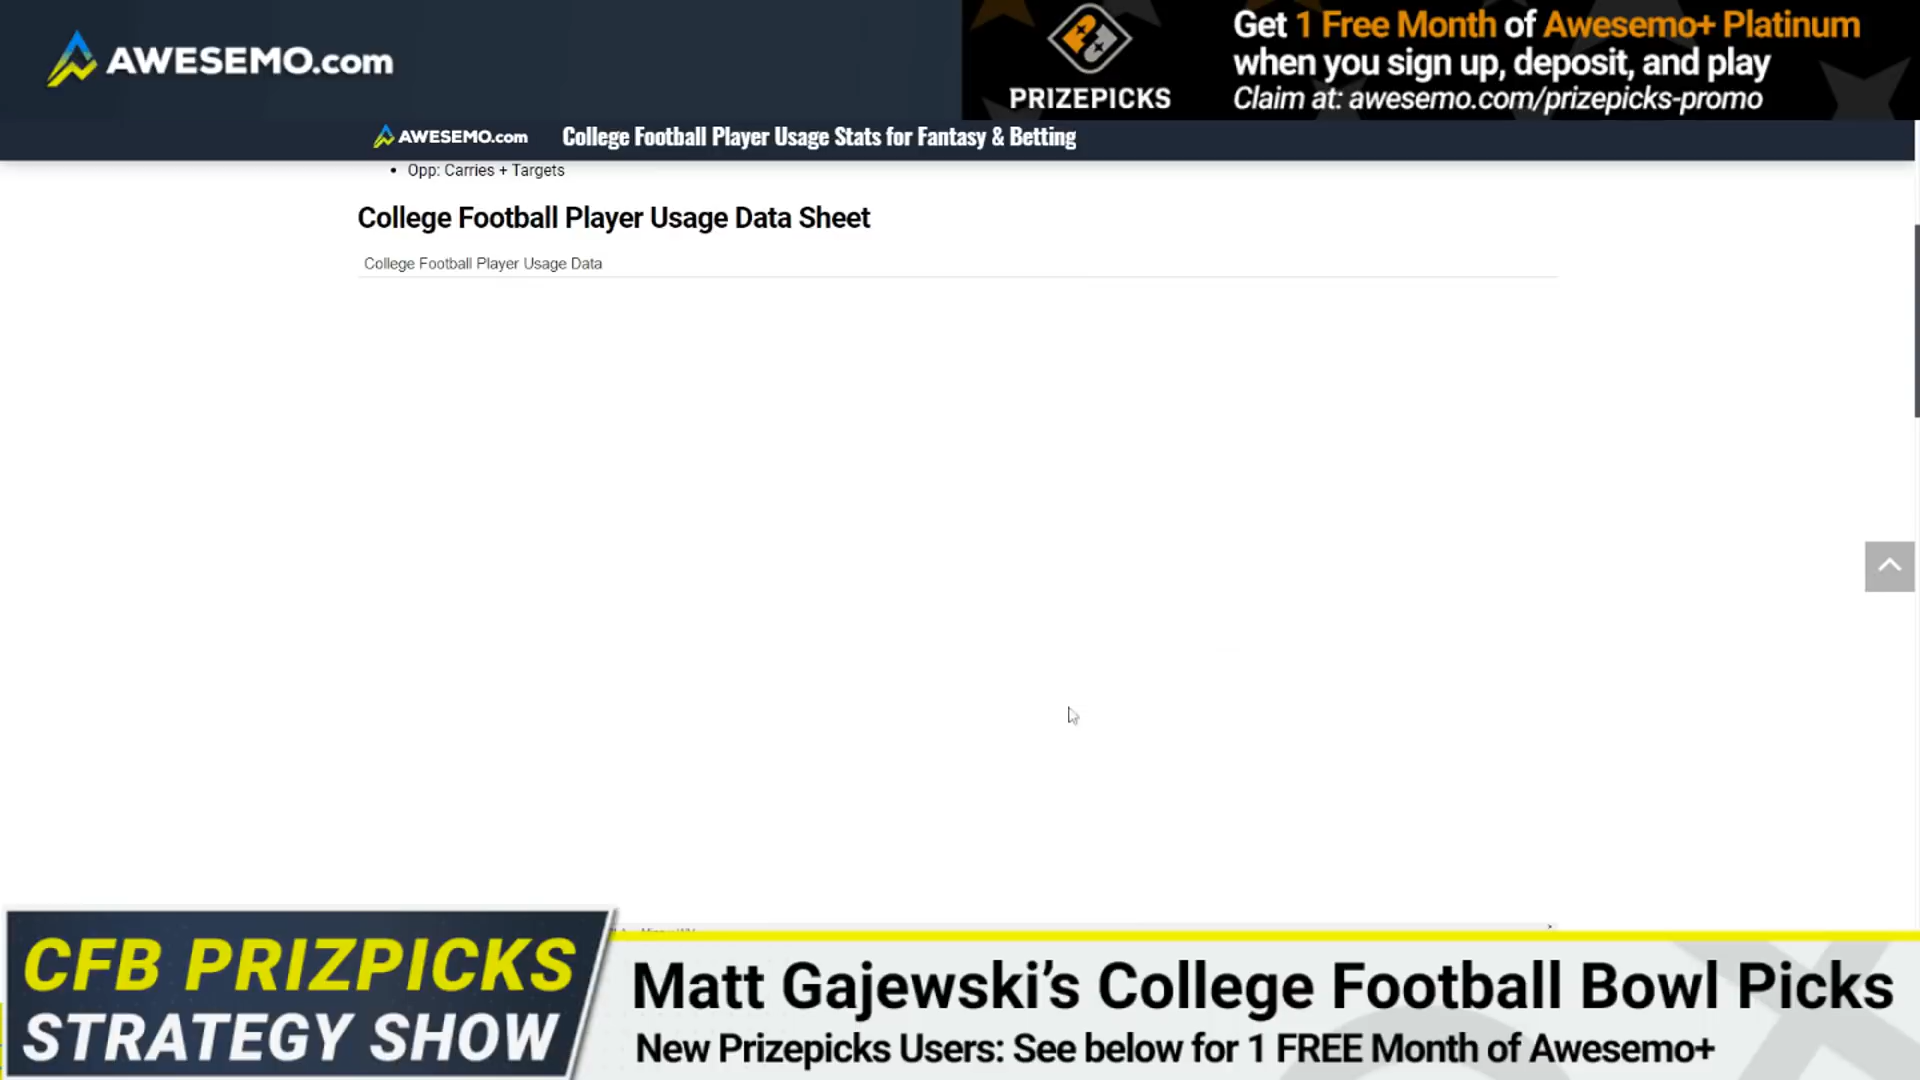 AWESEMO.com
PRIZEPICKS
Get 1 Free Month of Awesemo+ Platinum
when you sign up, deposit, and play
Claim at: awesemo.com/prizepicks-promo
AWESEMO.com College Football Player Usage Stats for Fantasy & Betting
• Opp: Carries + Targets
College Football Player Usage Data Sheet
College Football Player Usage Data
CFB PRIZPICKS
STRATEGY SHOW
Matt Gajewski's College Football Bowl Picks
New Prizepicks Users: See below for 1 FREE Month of Awesemo+